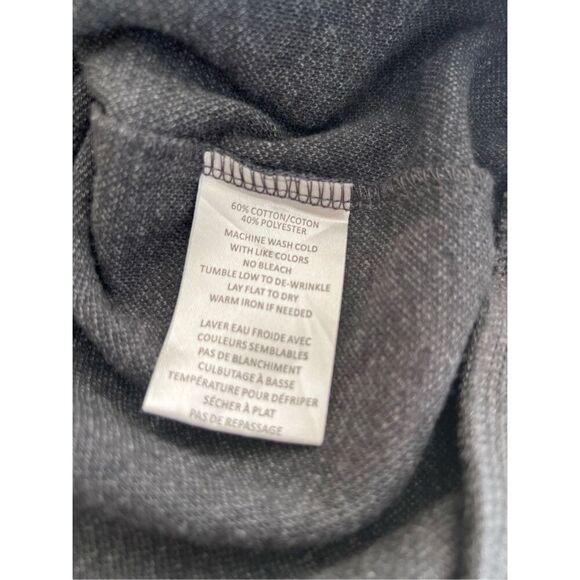 60% COTTON/COTON
40% POLYESTER
MACHINE WASH COLD
WITH LIKE COLORS
NO BLEACH
TUMBLE LOW TO DE-WRINKLE
LAY FLAT TO DRY
WARM IRON IF NEEDED
LAVER EAU FROIDE AVEC
COULEURS SEMBLABLES
PAS DE BLANCHIMENT
CULBUTAGE À BASSE
TEMPÉRATURE POUR DÉFRIPER
SÉCHER À PLAT
PAS DE REPASSAGE